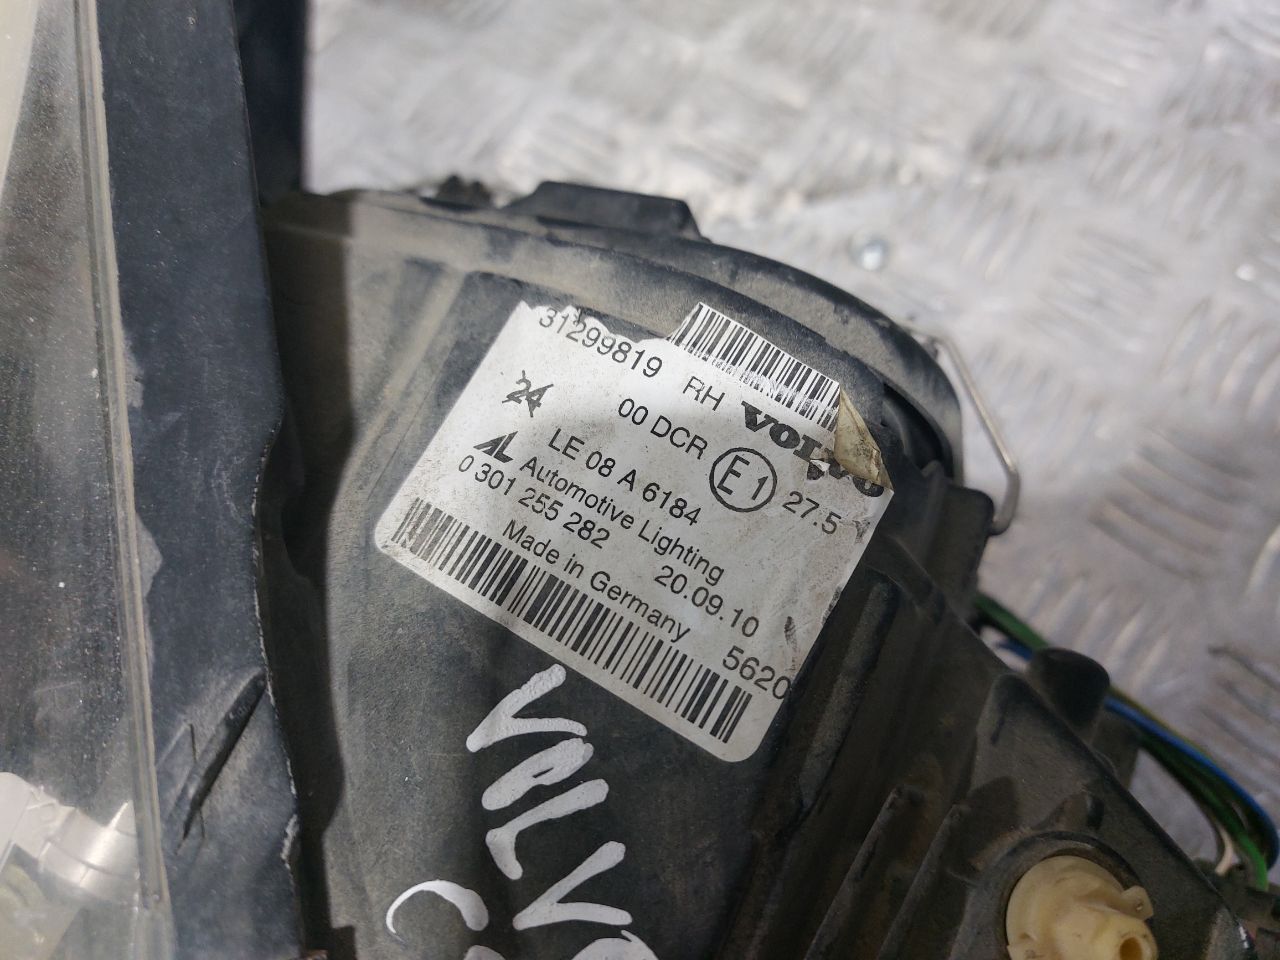 31299819 RH VOLVO
24 00 DCR E1 27.5
LE 08 A 6184
AL Automotive Lighting
0 301 255 282 20.09.10
Made in Germany 5620
VOLVO